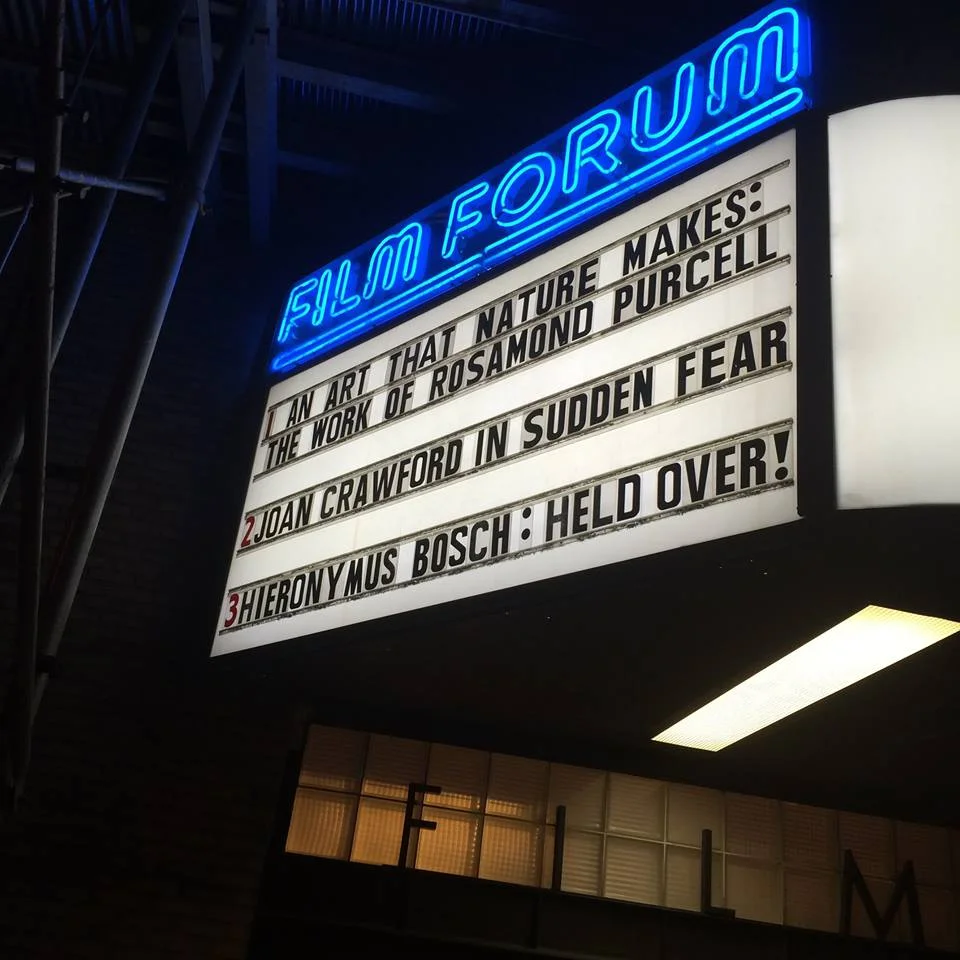 FILM FORUM
1 AN ART THAT NATURE MAKES:
THE WORK OF ROSAMOND PURCELL
2 JOAN CRAWFORD IN SUDDEN FEAR
3 HIERONYMUS BOSCH: HELD OVER!
FILM